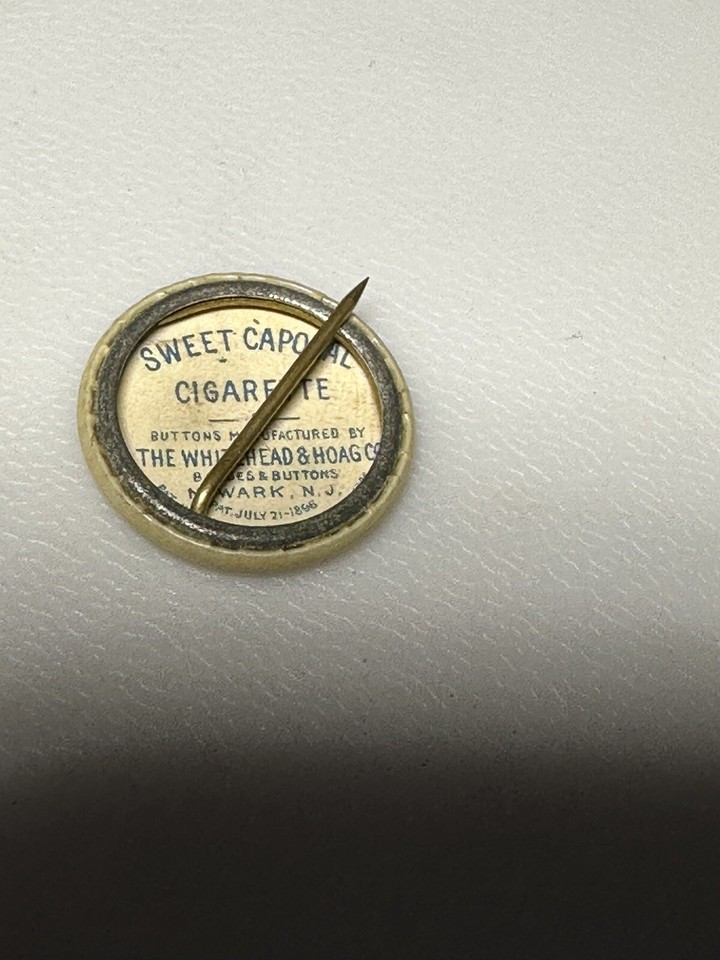 SWEET CAPORAL
CIGARETTE
BUTTONS MANUFACTURED BY
THE WHITEHEAD & HOAG CO
BADGES & BUTTONS
NEWARK, N.J.
PAT. JULY 21-1896